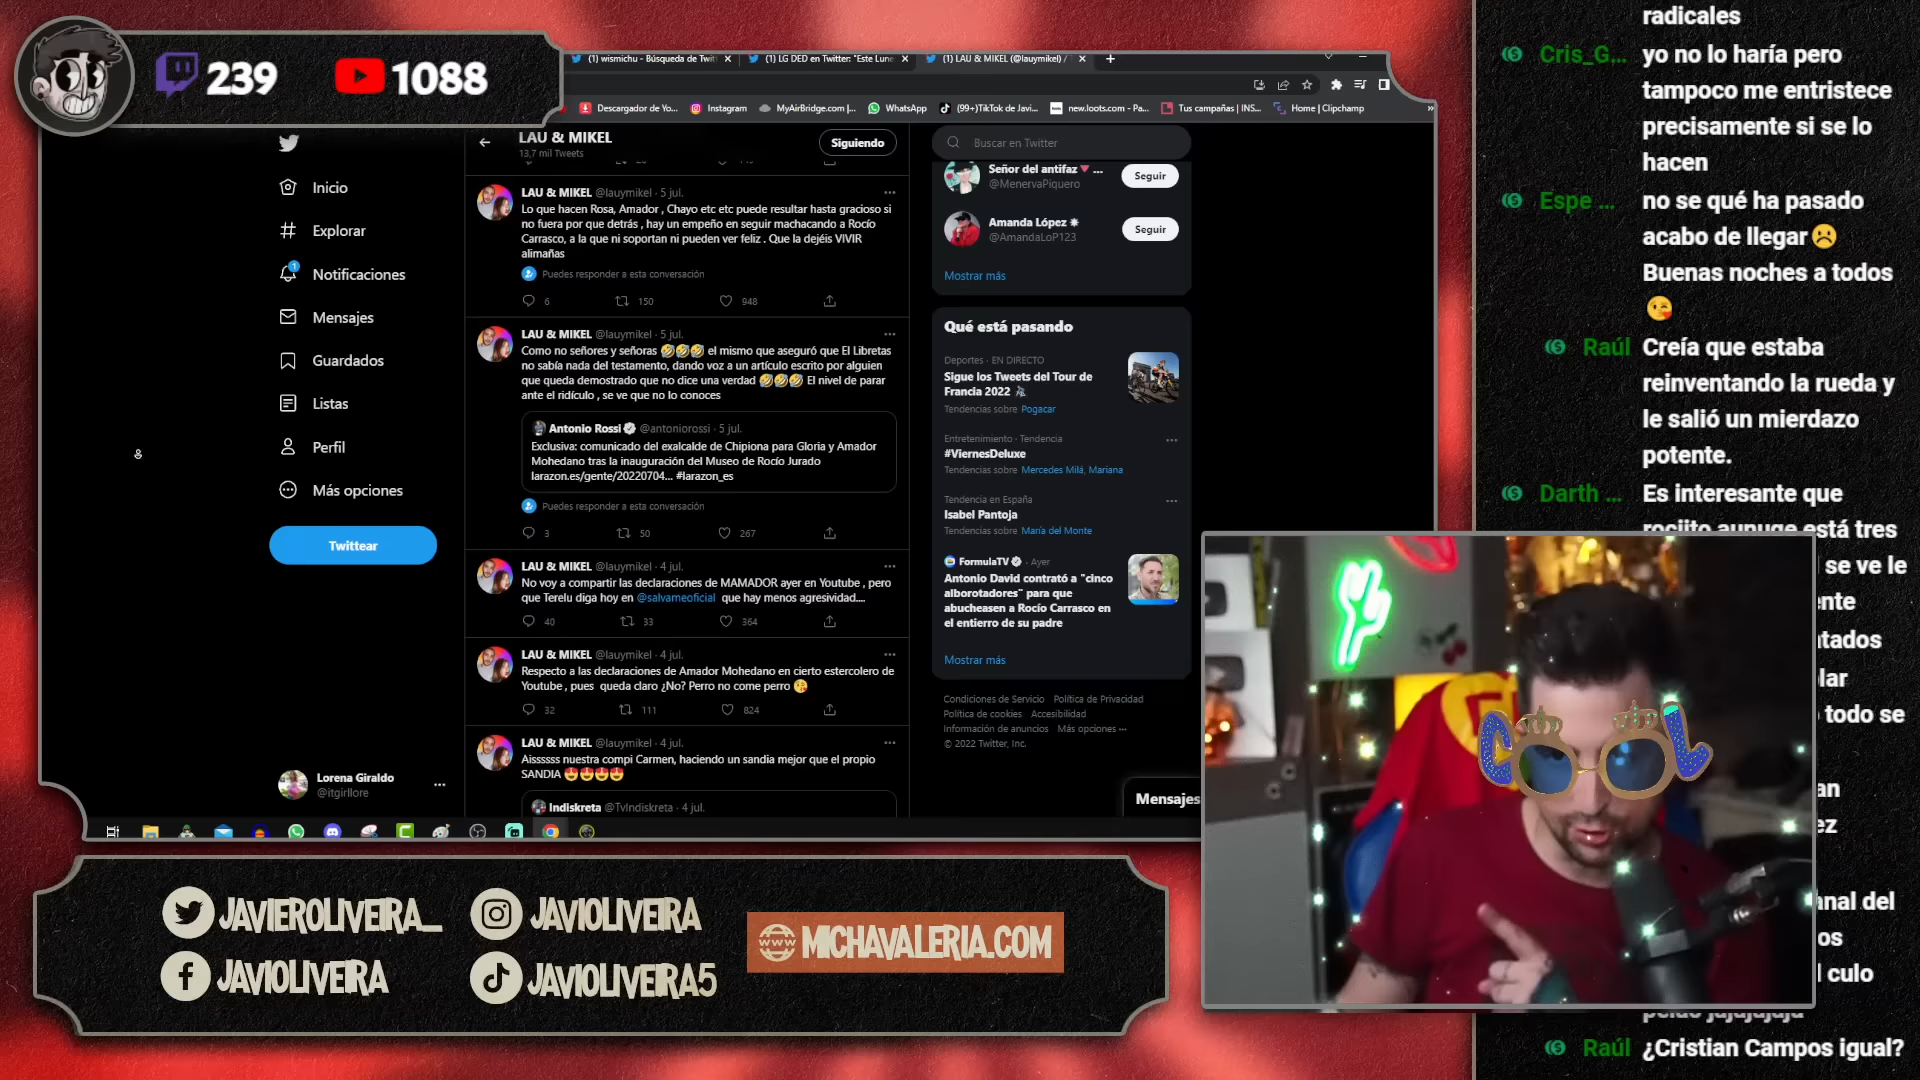 239
1088
(1) wismichu - Búsqueda de Twit
(1) LG DED en Twitter: "Este Lune
(1) LAU & MIKEL (@lauymikel) /
Descargador de Yo...
Instagram
MyAirBridge.com |...
WhatsApp
(99+)TikTok de Javi...
new.loots.com - Pa...
Tus campañas | INS...
Home | Clipchamp
Inicio
Explorar
Notificaciones
Mensajes
Guardados
Listas
Perfil
Más opciones
Twittear
Lorena Giraldo
@itgirllore
LAU & MIKEL
13,7 mil Tweets
Siguiendo
LAU & MIKEL @lauymikel · 5 jul.
Lo que hacen Rosa, Amador , Chayo etc etc puede resultar hasta gracioso si
no fuera por que detrás , hay un empeño en seguir machacando a Rocío
Carrasco, a la que ni soportan ni pueden ver feliz . Que la dejéis VIVIR
alimañas
Puedes responder a esta conversación
6 150 948
LAU & MIKEL @lauymikel · 5 jul.
Como no señores y señoras 🤣🤣🤣 el mismo que aseguró que El Libretas
no sabía nada del testamento, dando voz a un artículo escrito por alguien
que queda demostrado que no dice una verdad 🤣🤣🤣 El nivel de parar
ante el ridículo , se ve que no lo conoces
Antonio Rossi @antoniorossi · 5 jul.
Exclusiva: comunicado del exalcalde de Chipiona para Gloria y Amador
Mohedano tras la inauguración del Museo de Rocío Jurado
larazon.es/gente/20220704... #larazon_es
Puedes responder a esta conversación
3 50 267
LAU & MIKEL @lauymikel · 4 jul.
No voy a compartir las declaraciones de MAMADOR ayer en Youtube , pero
que Terelu diga hoy en @salvameoficial que hay menos agresividad....
40 33 364
LAU & MIKEL @lauymikel · 4 jul.
Respecto a las declaraciones de Amador Mohedano en cierto estercolero de
Youtube , pues queda claro ¿No? Perro no come perro 😘
32 111 824
LAU & MIKEL @lauymikel · 4 jul.
Aissssss nuestra compi Carmen, haciendo un sandia mejor que el propio
SANDIA 😍😍😍😍
Indiskreta @TvIndiskreta · 4 jul.
Buscar en Twitter
Señor del antifaz ...
@MenervaPiquero
Seguir
Amanda López
@AmandaLoP123
Seguir
Mostrar más
Qué está pasando
Deportes · EN DIRECTO
Sigue los Tweets del Tour de
Francia 2022
Tendencias sobre Pogacar
Entretenimiento · Tendencia
#ViernesDeluxe
Tendencias sobre Mercedes Milá, Mariana
Tendencia en España
Isabel Pantoja
Tendencias sobre María del Monte
FormulaTV · Ayer
Antonio David contrató a "cinco
alborotadores" para que
abucheasen a Rocío Carrasco en
el entierro de su padre
Mostrar más
Condiciones de Servicio Política de Privacidad
Política de cookies Accesibilidad
Información de anuncios Más opciones ···
© 2022 Twitter, Inc.
Mensajes
radicales
Cris_G... yo no lo haría pero
tampoco me entristece
precisamente si se lo
hacen
Espe ... no se qué ha pasado
acabo de llegar☹️
Buenas noches a todos
😘
Raúl Creía que estaba
reinventando la rueda y
le salió un mierdazo
potente.
Darth ... Es interesante que
rociito aunuge está tres
se ve le
ente
tados
lar
todo se
an
ez
anal del
os
culo
pelao jajajajaja
Raúl ¿Cristian Campos igual?
JAVIEROLIVEIRA_
JAVIOLIVEIRA
JAVIOLIVEIRA
JAVIOLIVEIRA5
MICHAVALERIA.COM